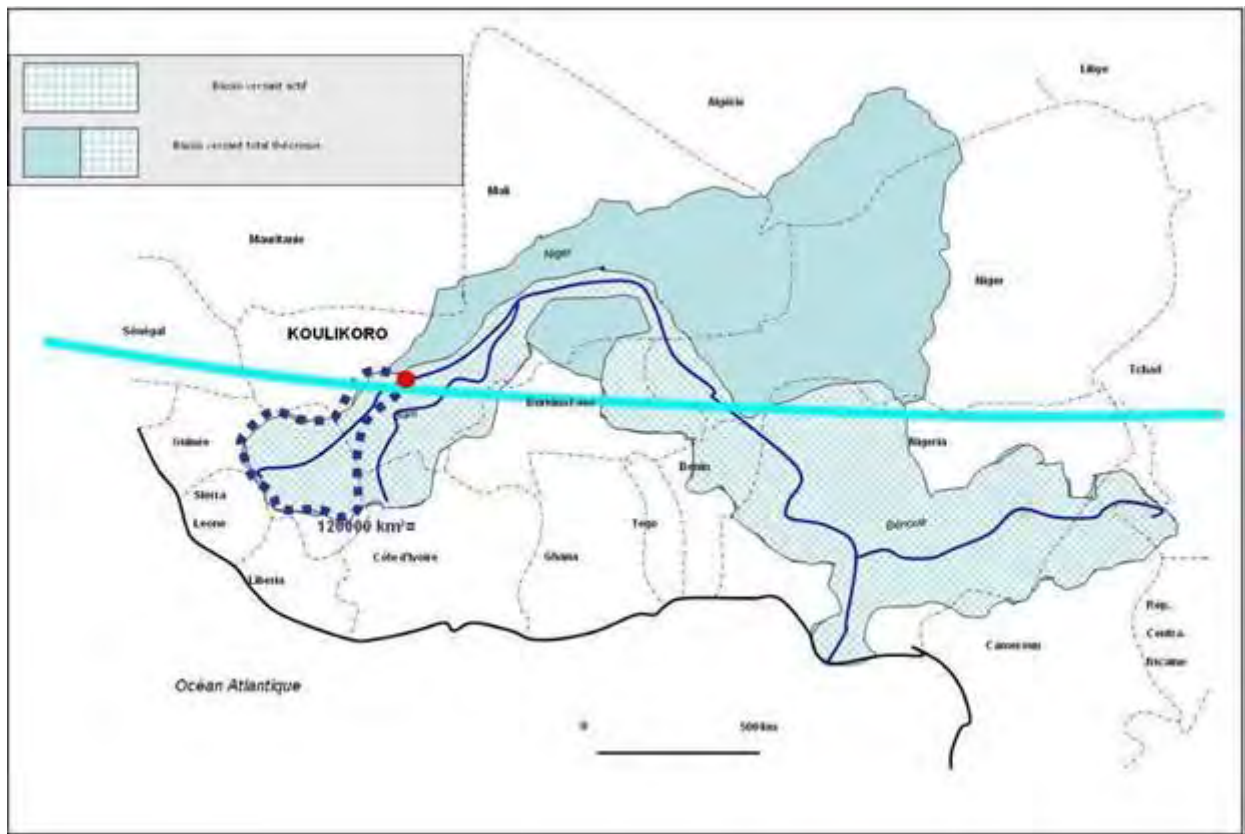 Bassin versant actif
Bassin versant total théorique
Libye
Algérie
Mali
Mauritanie
Niger
Niger
Sénégal
KOULIKORO
Tchad
Burkina Faso
Guinée
Nigeria
Bénin
Sierra
Leone
Bénoué
120000 km²¤
Togo
Côte d'Ivoire
Ghana
Liberia
Rép.
Centra-
fricaine
Cameroun
Océan Atlantique
0
500 km